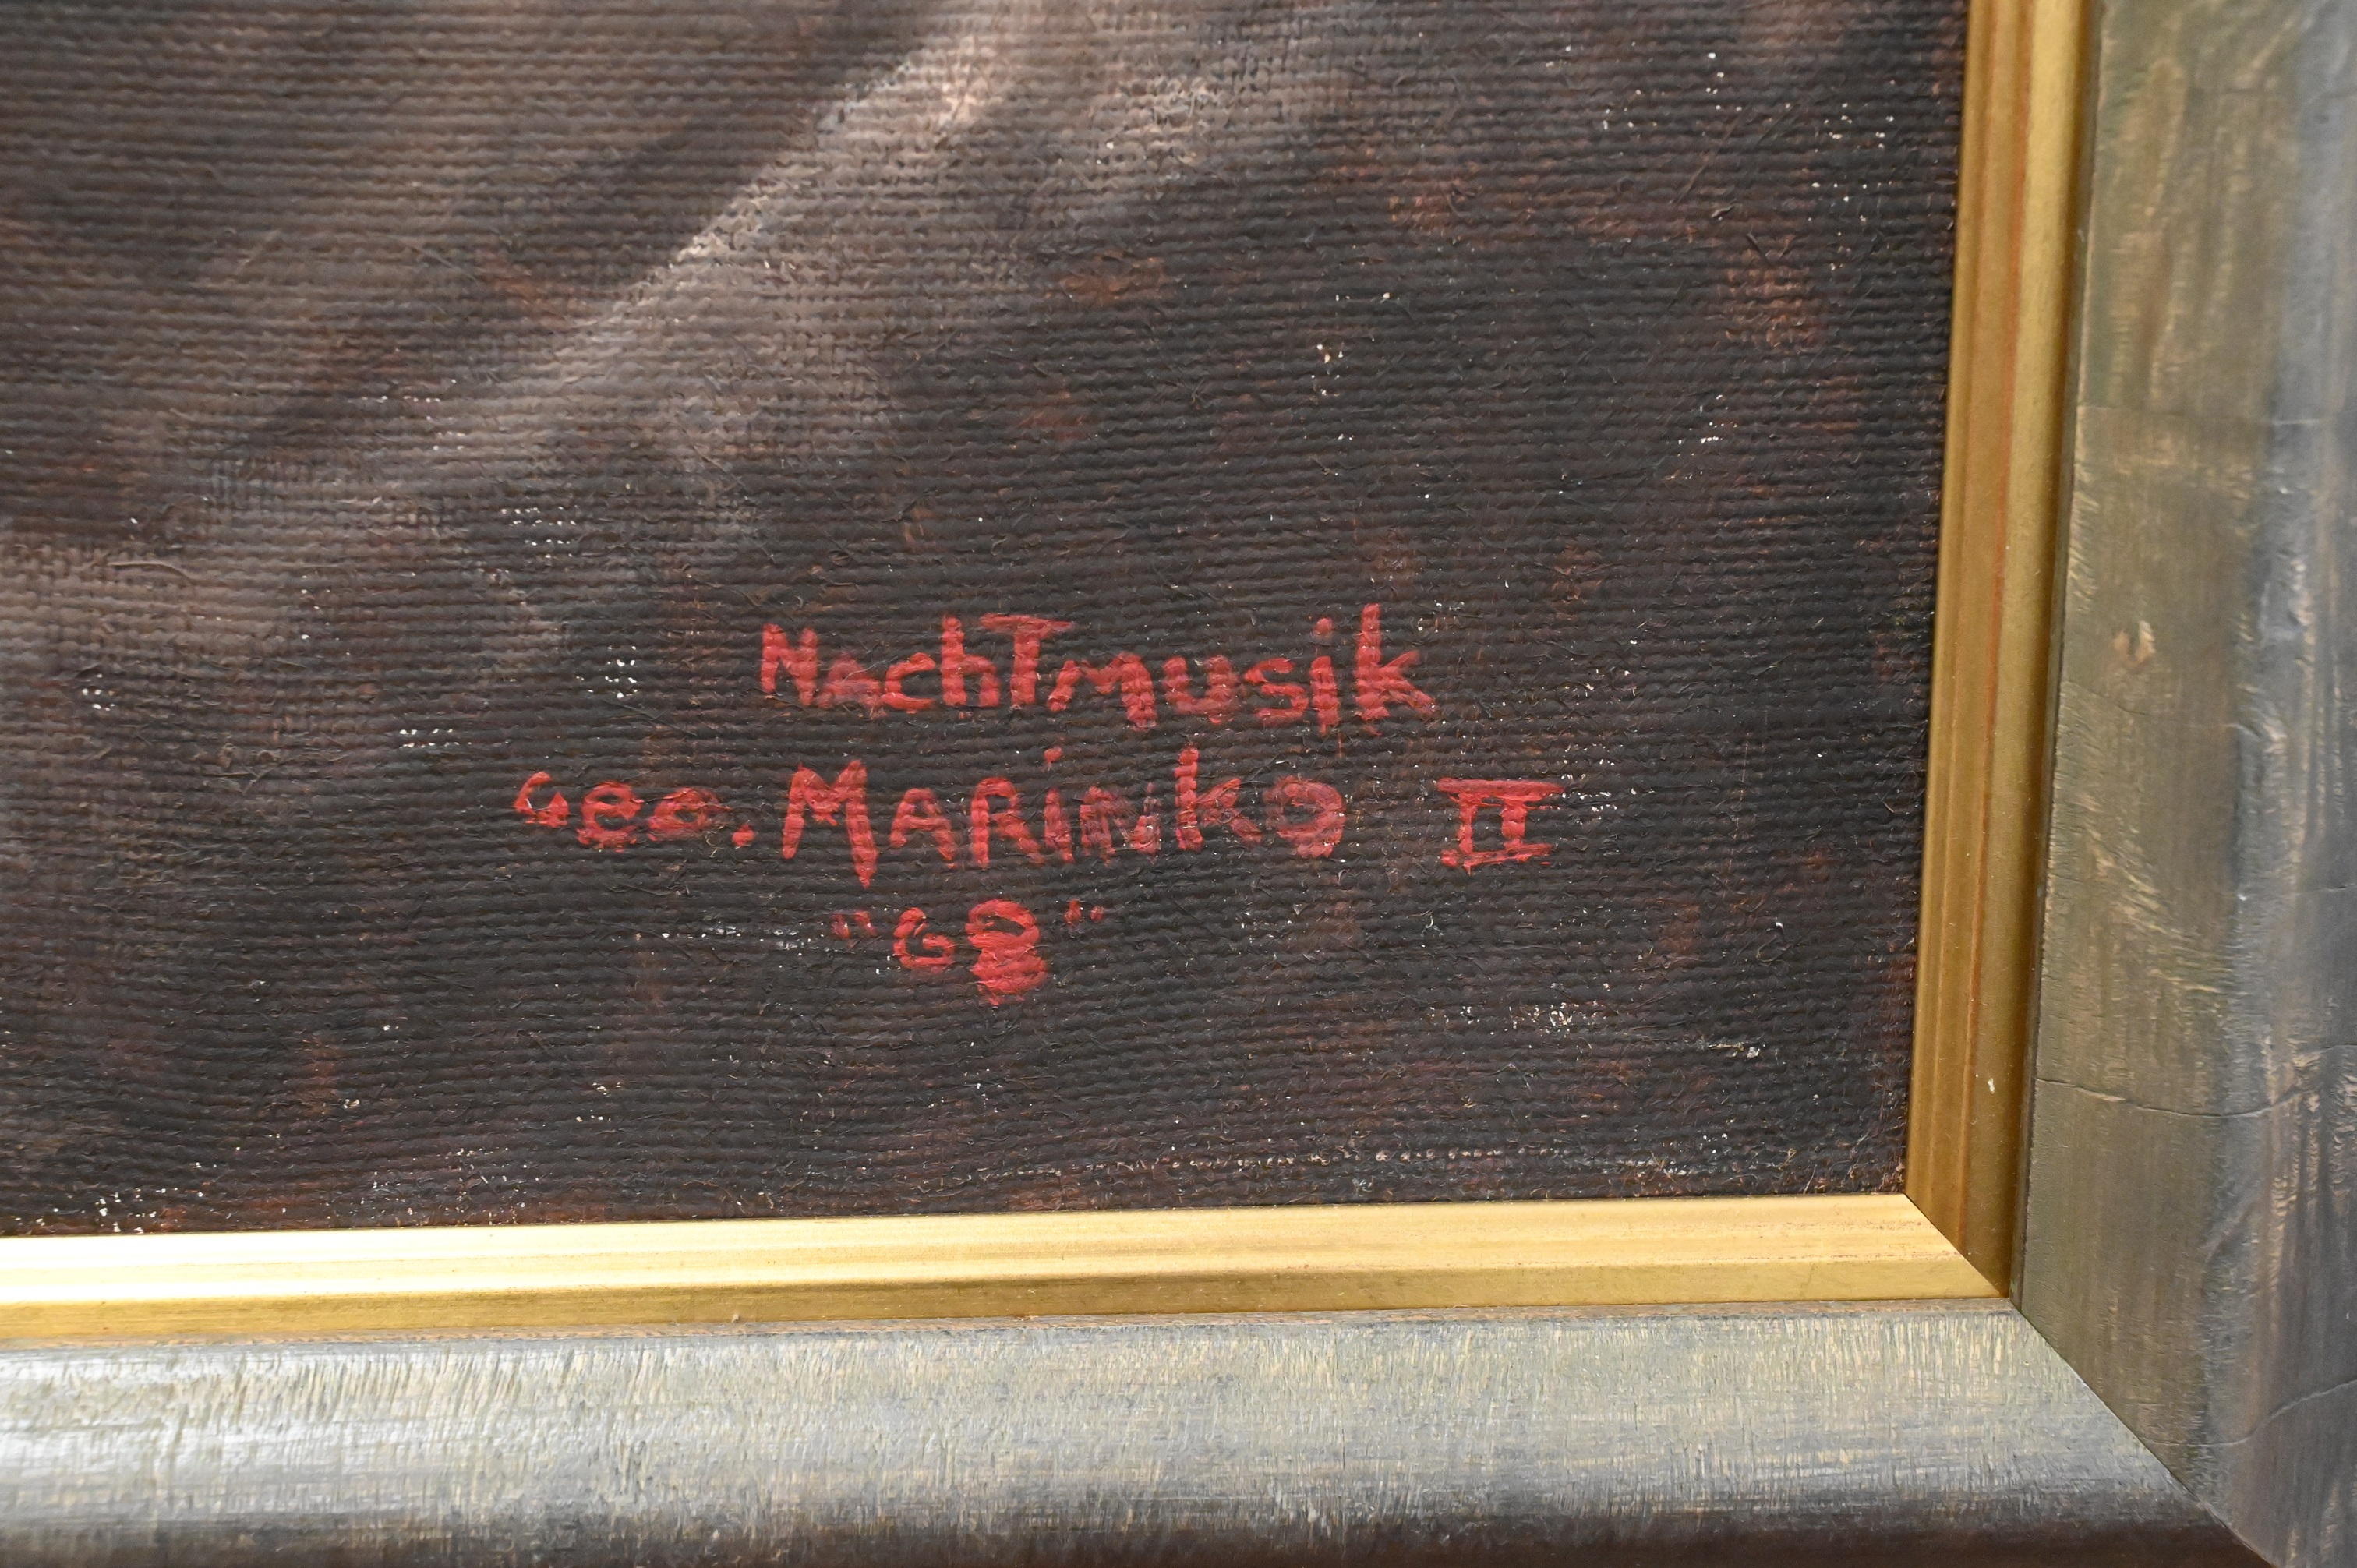 NachTmusik
Geo. MARiNko II
"68"